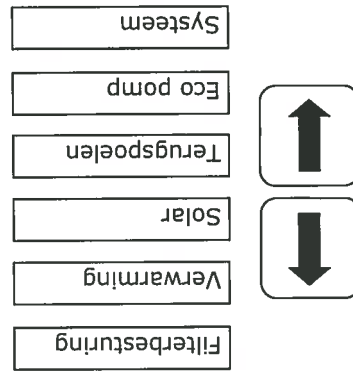 Filterbesturing
Verwarming
Solar
Terugspoelen
Eco pomp
Systeem